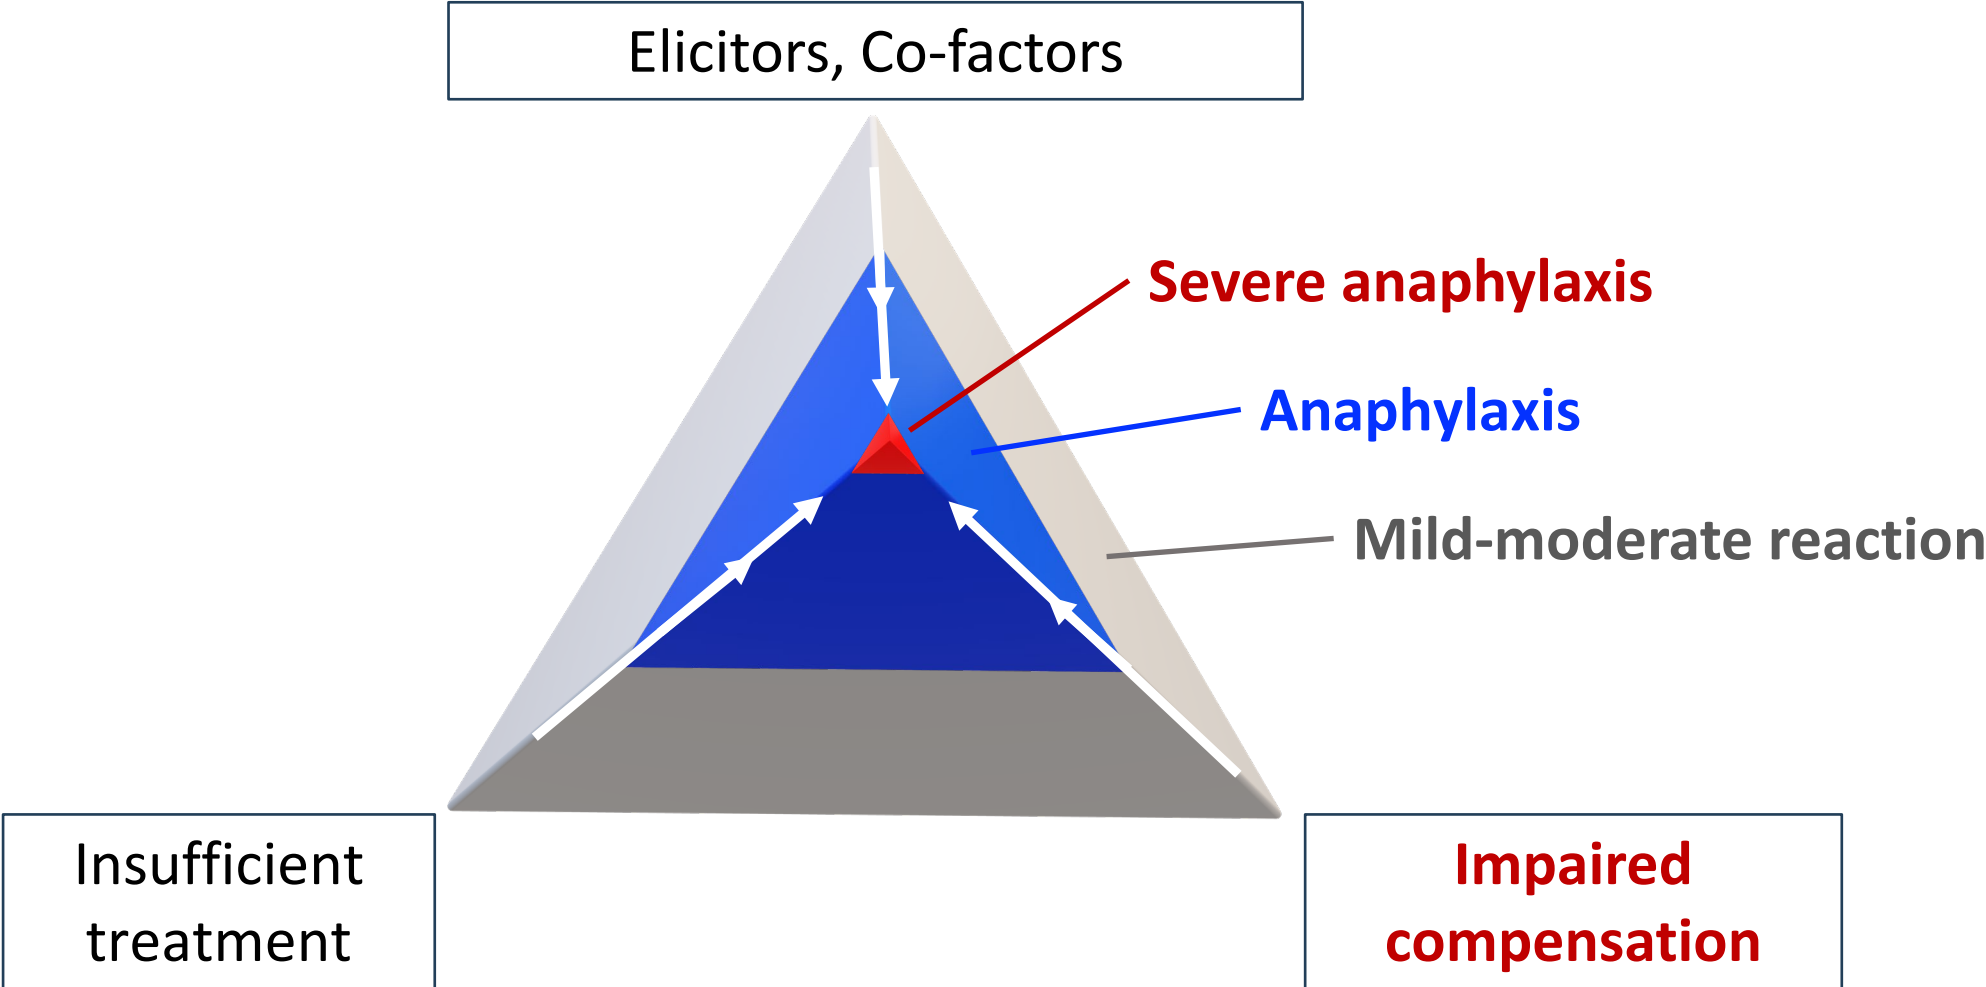 Elicitors, Co-factors
Severe anaphylaxis
Anaphylaxis
Mild-moderate reaction
Insufficient
treatment
Impaired
compensation